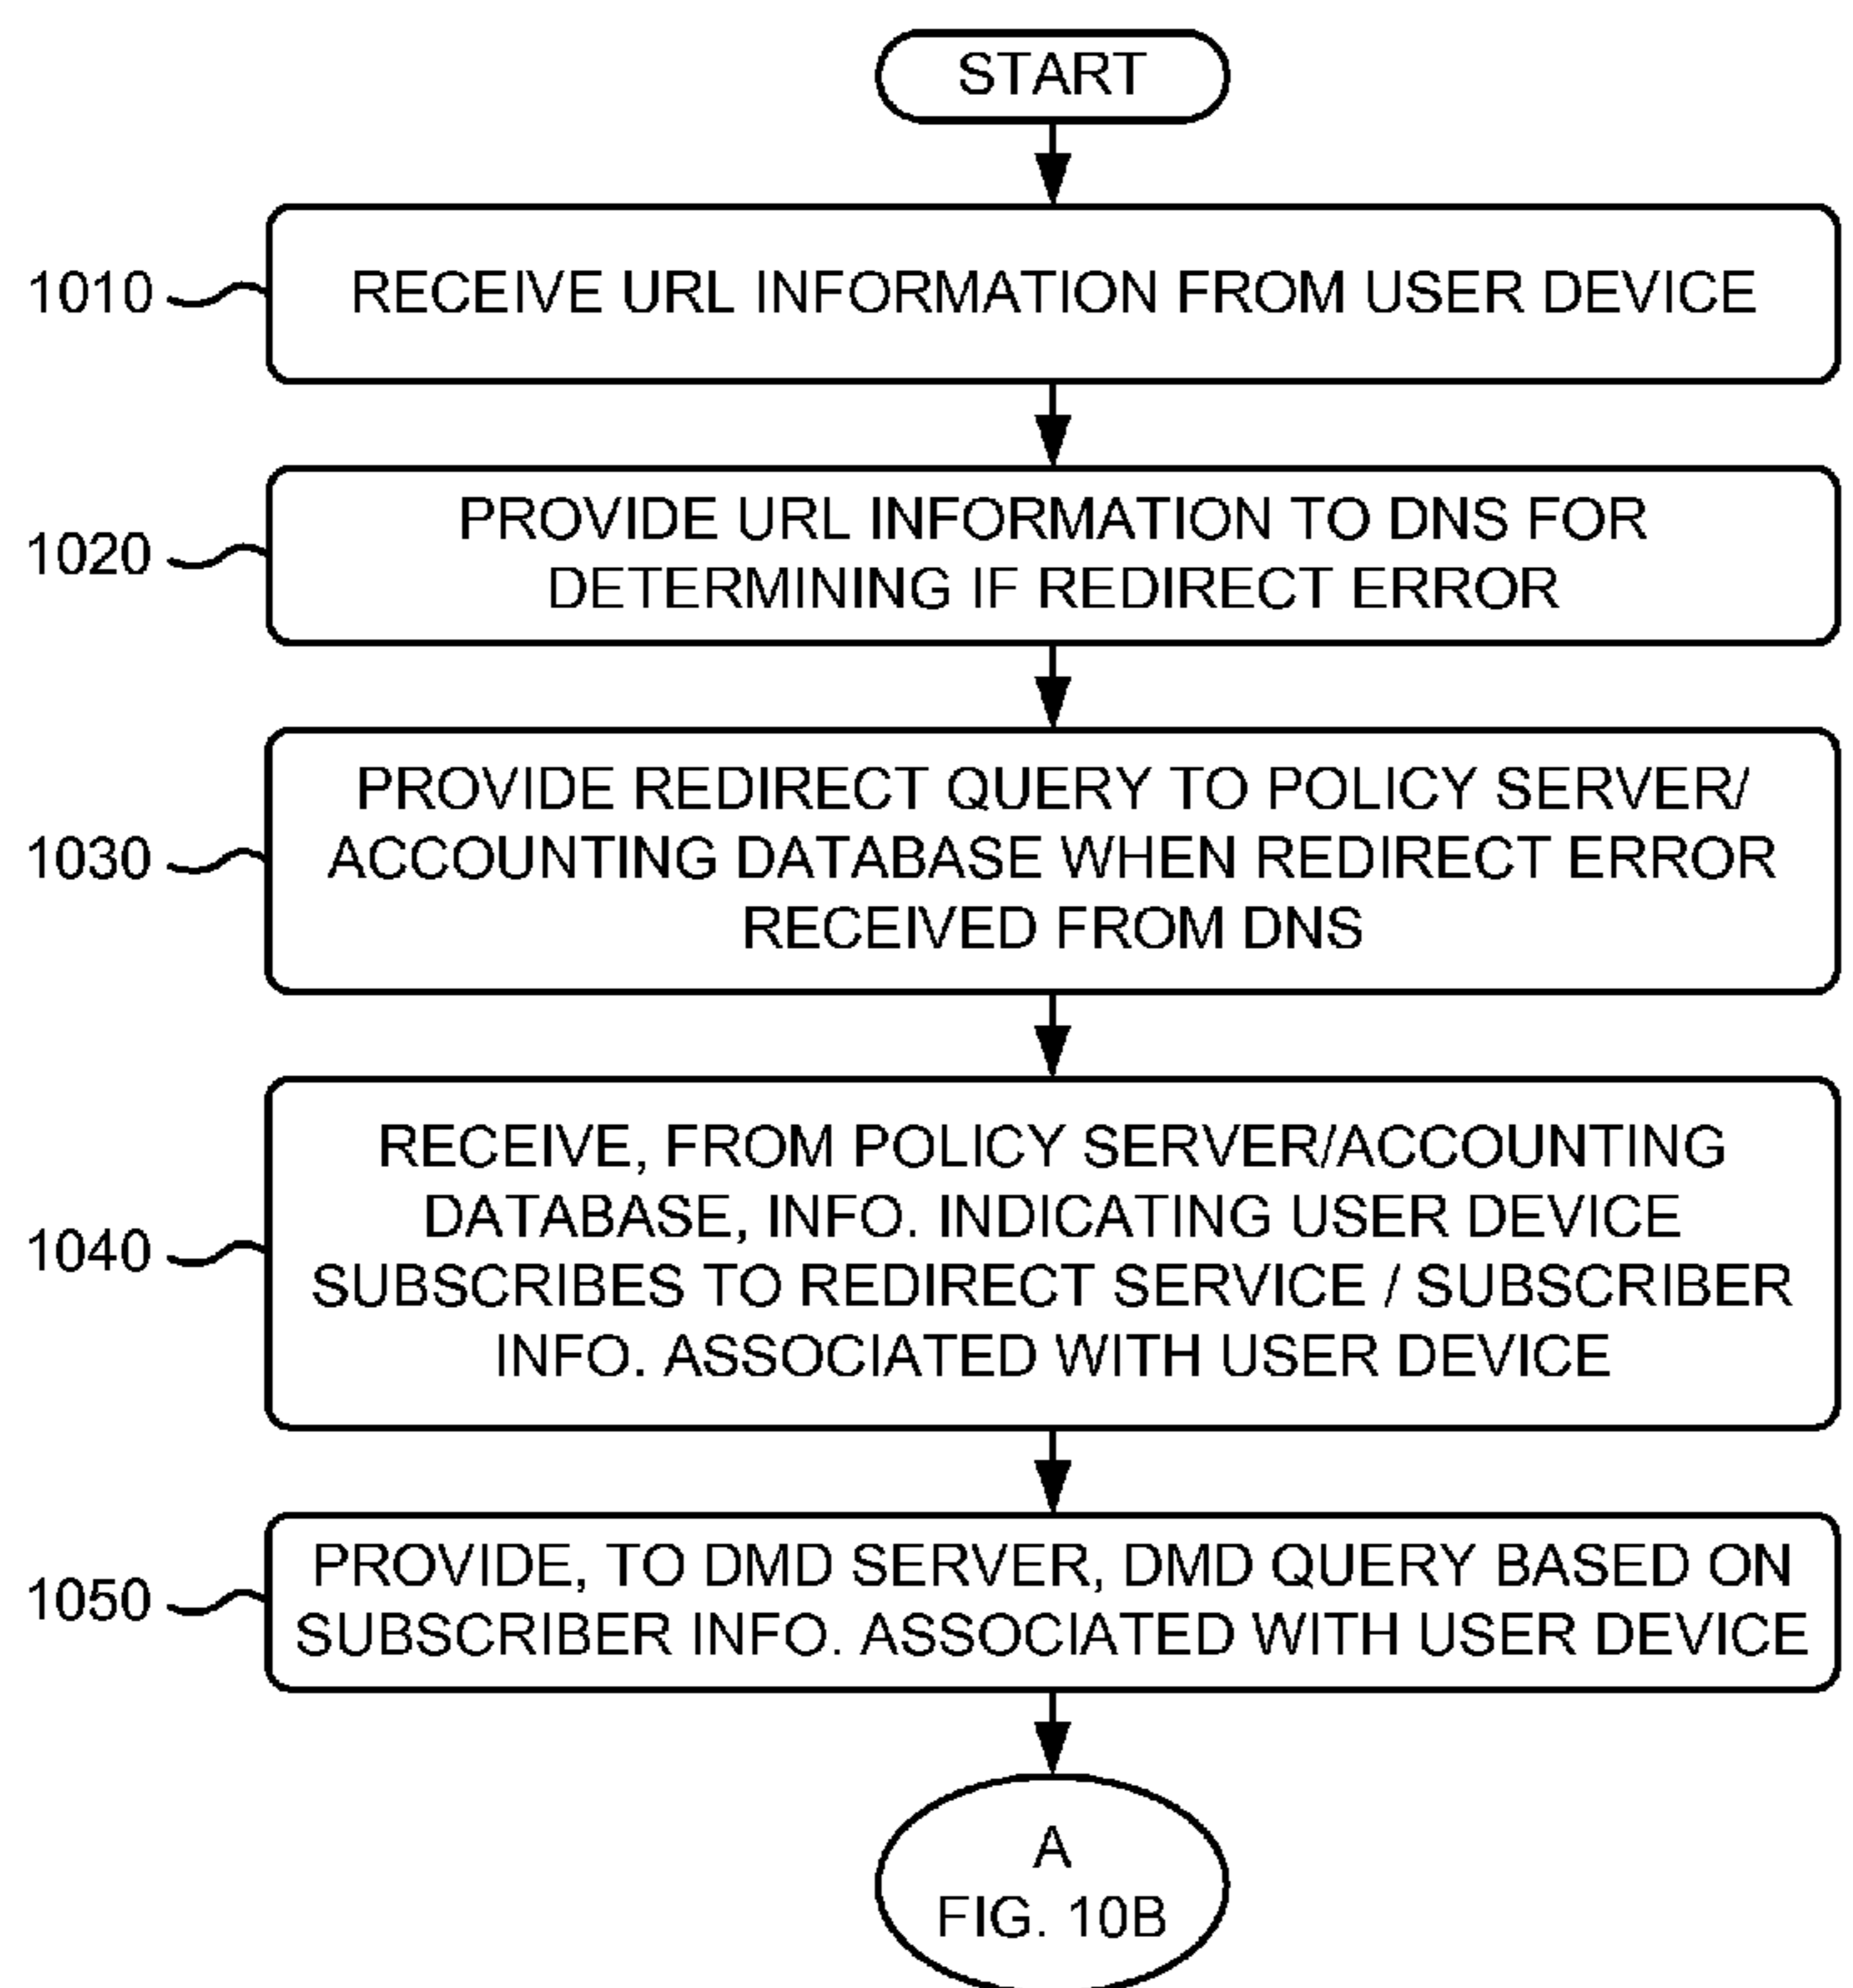 START
1010
RECEIVE URL INFORMATION FROM USER DEVICE
1020
PROVIDE URL INFORMATION TO DNS FOR
DETERMINING IF REDIRECT ERROR
1030
PROVIDE REDIRECT QUERY TO POLICY SERVER/
ACCOUNTING DATABASE WHEN REDIRECT ERROR
RECEIVED FROM DNS
1040
RECEIVE, FROM POLICY SERVER/ACCOUNTING
DATABASE, INFO. INDICATING USER DEVICE
SUBSCRIBES TO REDIRECT SERVICE / SUBSCRIBER
INFO. ASSOCIATED WITH USER DEVICE
1050
PROVIDE, TO DMD SERVER, DMD QUERY BASED ON
SUBSCRIBER INFO. ASSOCIATED WITH USER DEVICE
A
FIG. 10B